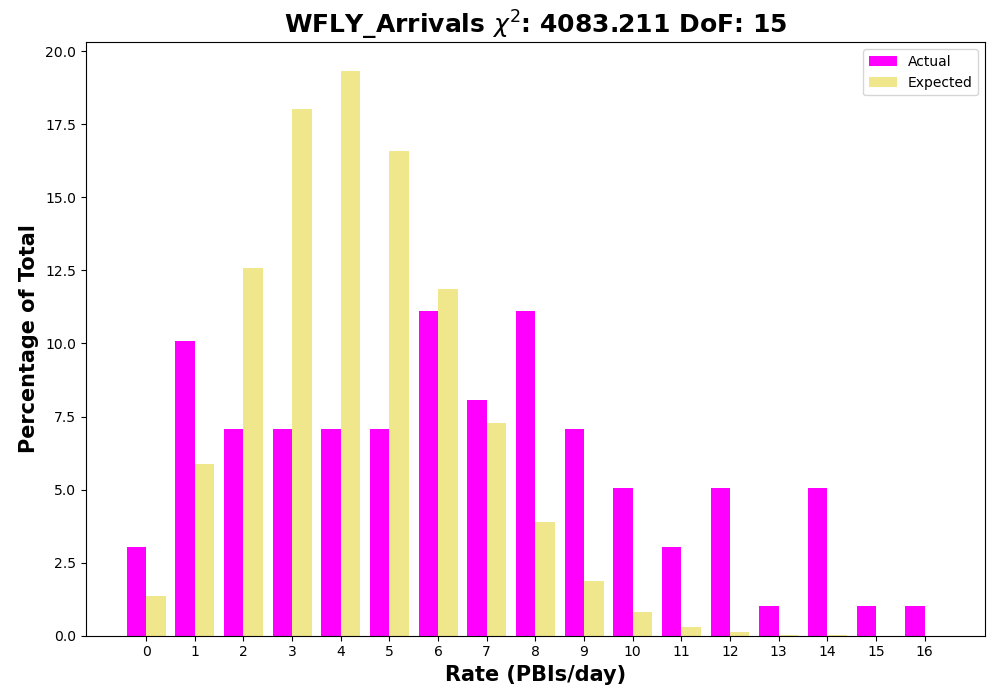 WFLY_Arrivals χ²: 4083.211 DoF: 15
Actual
Expected
Percentage of Total
20.0
17.5
15.0
12.5
10.0
7.5
5.0
2.5
0.0
0 1 2 3 4 5 6 7 8 9 10 11 12 13 14 15 16
Rate (PBIs/day)